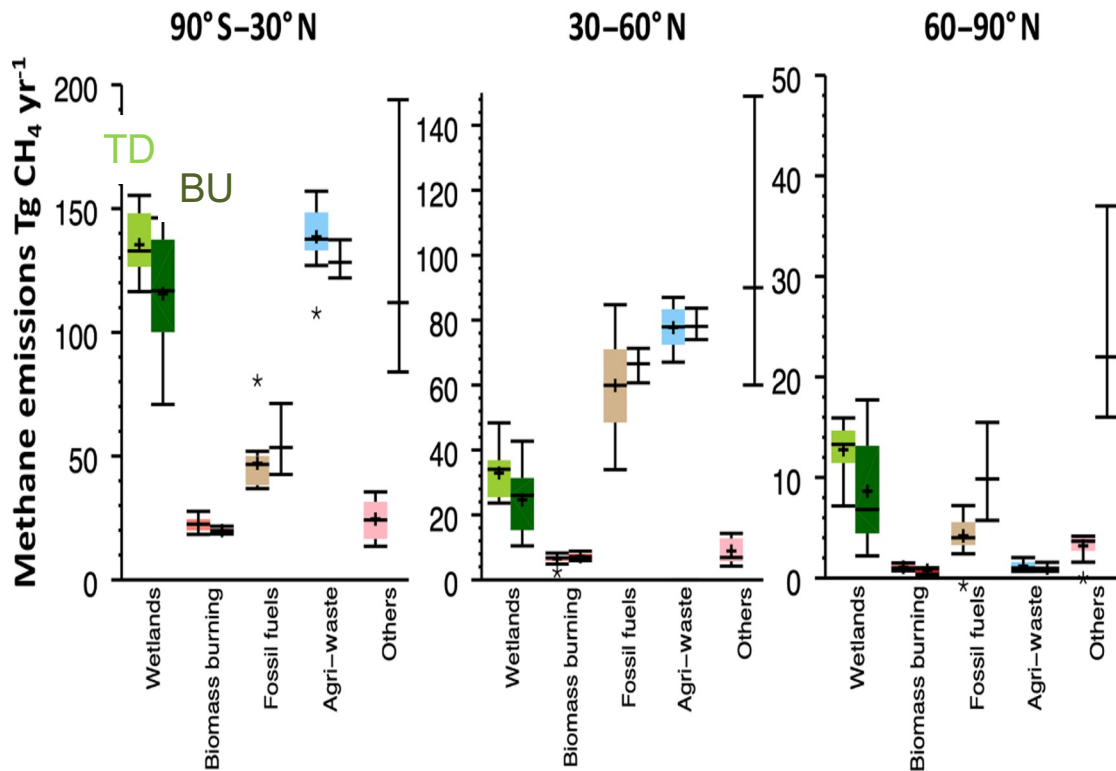 90°S–30°N
30–60°N
60–90°N
Methane emissions Tg CH₄ yr⁻¹
200
150
100
50
0
TD
BU
Wetlands
Biomass burning
Fossil fuels
Agri–waste
Others
140
120
100
80
60
40
20
0
Wetlands
Biomass burning
Fossil fuels
Agri–waste
Others
50
40
30
20
10
0
Wetlands
Biomass burning
Fossil fuels
Agri–waste
Others